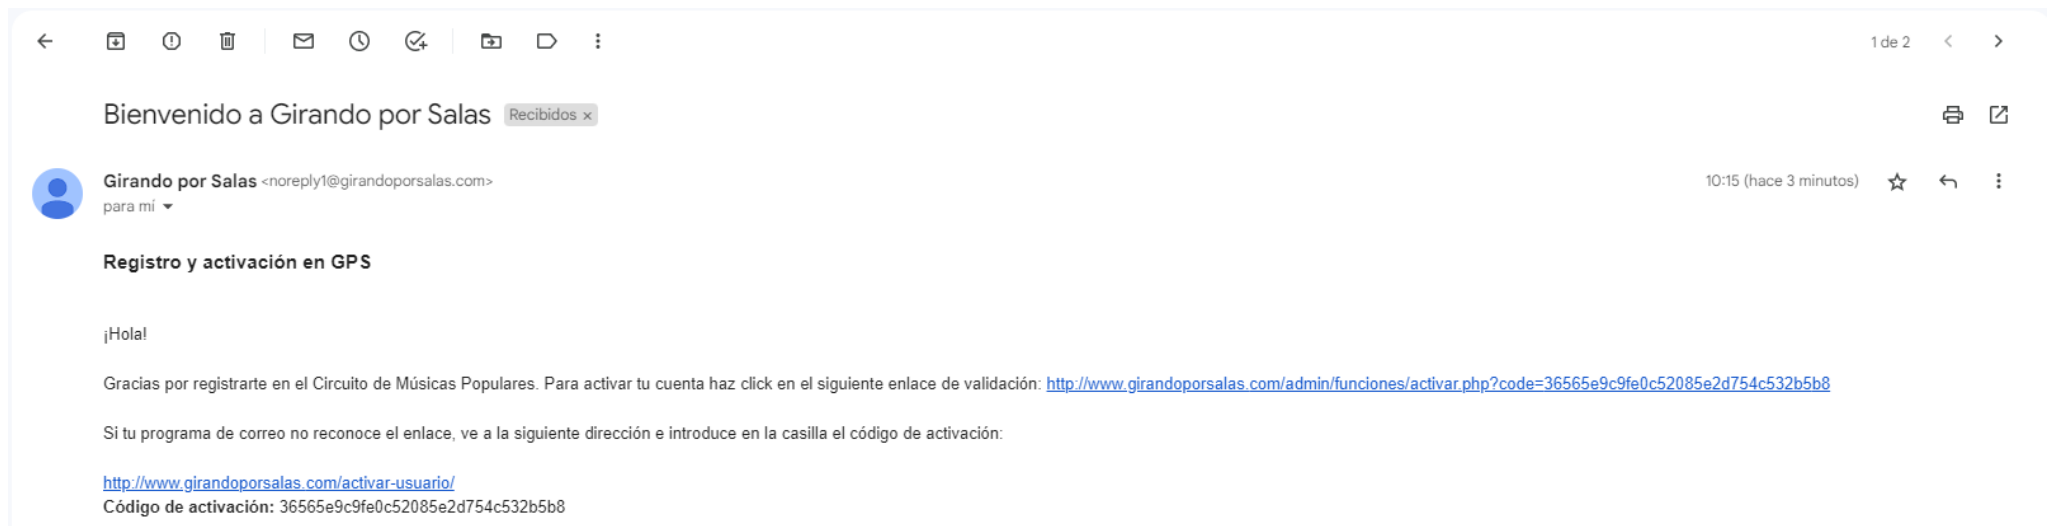 1 de 2
Bienvenido a Girando por Salas Recibidos x
Girando por Salas <noreply1@girandoporsalas.com> 10:15 (hace 3 minutos)
para mí
Registro y activación en GPS
¡Hola!
Gracias por registrarte en el Circuito de Músicas Populares. Para activar tu cuenta haz click en el siguiente enlace de validación: http://www.girandoporsalas.com/admin/funciones/activar.php?code=36565e9c9fe0c52085e2d754c532b5b8
Si tu programa de correo no reconoce el enlace, ve a la siguiente dirección e introduce en la casilla el código de activación:
http://www.girandoporsalas.com/activar-usuario/
Código de activación: 36565e9c9fe0c52085e2d754c532b5b8